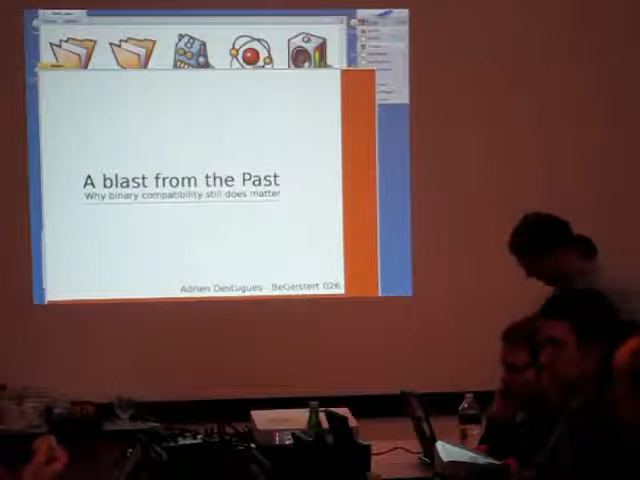 A blast from the Past
Why binary compatibility still does matter
Adrien Destugues - BeGeistert 026